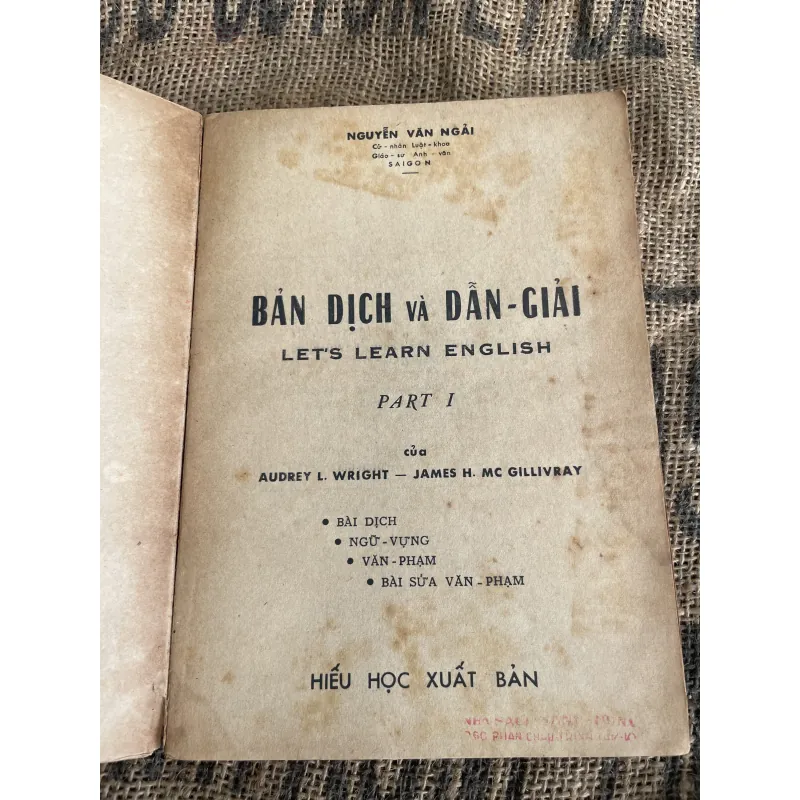 NGUYỄN VĂN NGẢI
Cử - nhân Luật - khoa
Giáo - sư Anh - văn
SAIGON
BẢN DỊCH và DẪN-GIẢI
LET'S LEARN ENGLISH
PART I
của
AUDREY L. WRIGHT — JAMES H. MC GILLIVRAY
• BÀI DỊCH
• NGỮ-VỰNG
• VĂN-PHẠM
• BÀI SỬA VĂN-PHẠM
HIẾU HỌC XUẤT BẢN